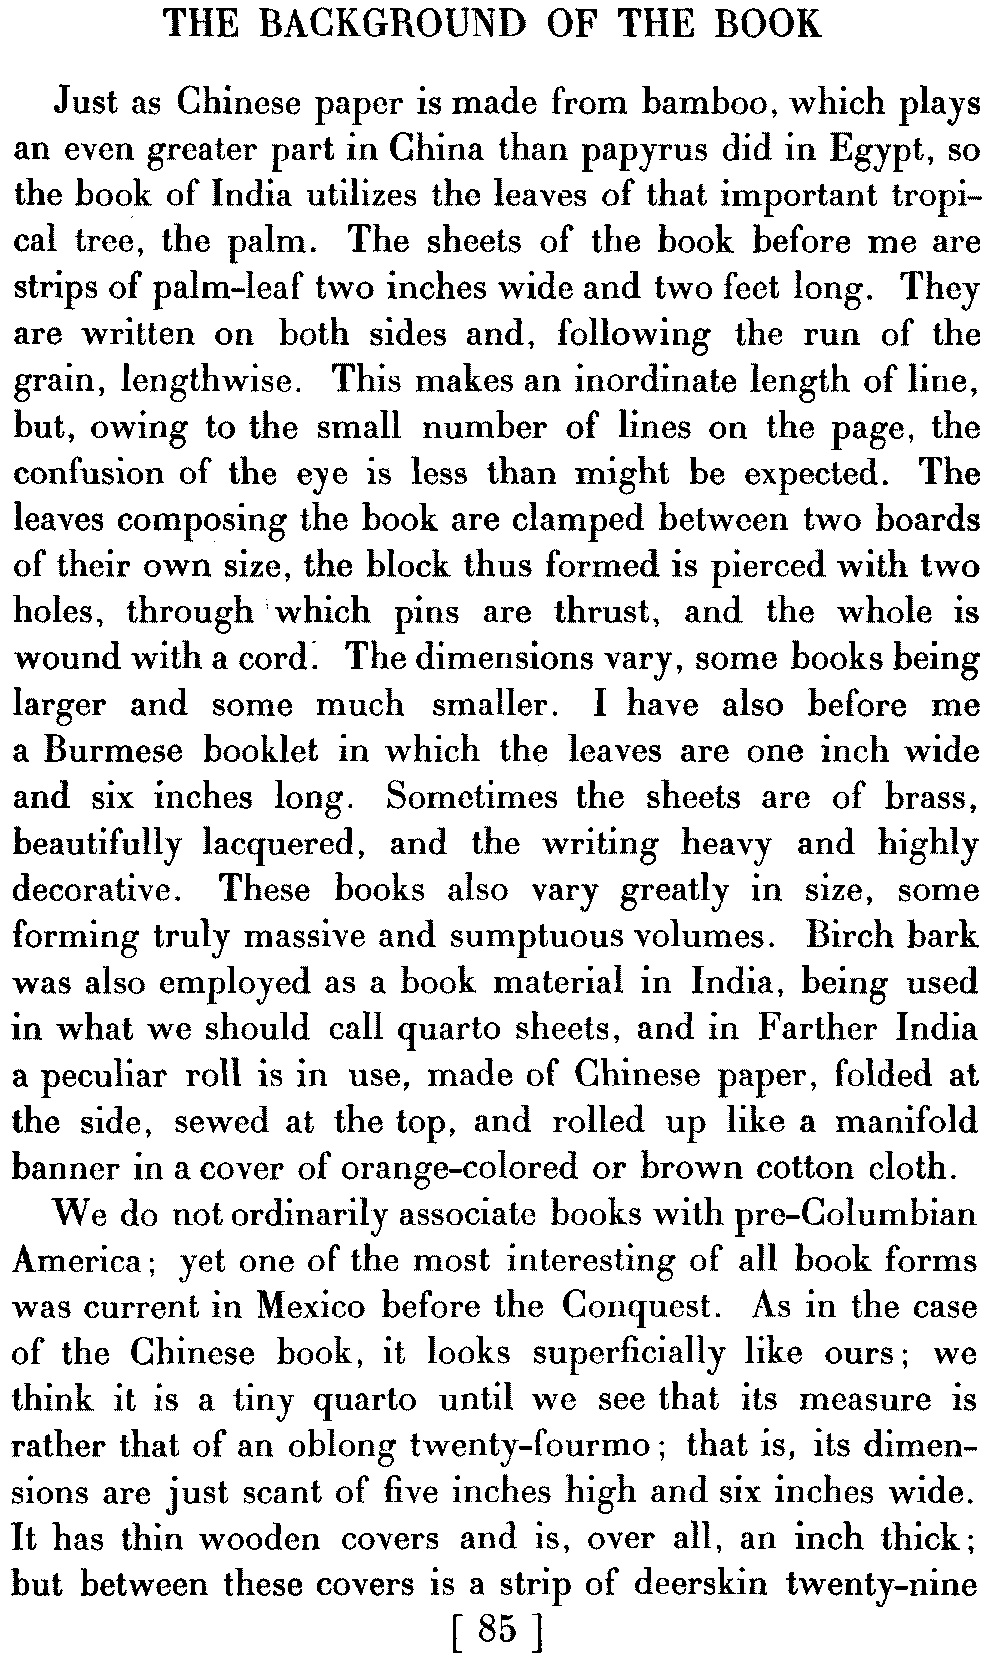 THE BACKGROUND OF THE BOOK
Just as Chinese paper is made from bamboo, which plays
an even greater part in China than papyrus did in Egypt, so
the book of India utilizes the leaves of that important tropi-
cal tree, the palm. The sheets of the book before me are
strips of palm-leaf two inches wide and two feet long. They
are written on both sides and, following the run of the
grain, lengthwise. This makes an inordinate length of line,
but, owing to the small number of lines on the page, the
confusion of the eye is less than might be expected. The
leaves composing the book are clamped between two boards
of their own size, the block thus formed is pierced with two
holes, through which pins are thrust, and the whole is
wound with a cord. The dimensions vary, some books being
larger and some much smaller. I have also before me
a Burmese booklet in which the leaves are one inch wide
and six inches long. Sometimes the sheets are of brass,
beautifully lacquered, and the writing heavy and highly
decorative. These books also vary greatly in size, some
forming truly massive and sumptuous volumes. Birch bark
was also employed as a book material in India, being used
in what we should call quarto sheets, and in Farther India
a peculiar roll is in use, made of Chinese paper, folded at
the side, sewed at the top, and rolled up like a manifold
banner in a cover of orange-colored or brown cotton cloth.
We do not ordinarily associate books with pre-Columbian
America; yet one of the most interesting of all book forms
was current in Mexico before the Conquest. As in the case
of the Chinese book, it looks superficially like ours; we
think it is a tiny quarto until we see that its measure is
rather that of an oblong twenty-fourmo; that is, its dimen-
sions are just scant of five inches high and six inches wide.
It has thin wooden covers and is, over all, an inch thick;
but between these covers is a strip of deerskin twenty-nine
[ 85 ]